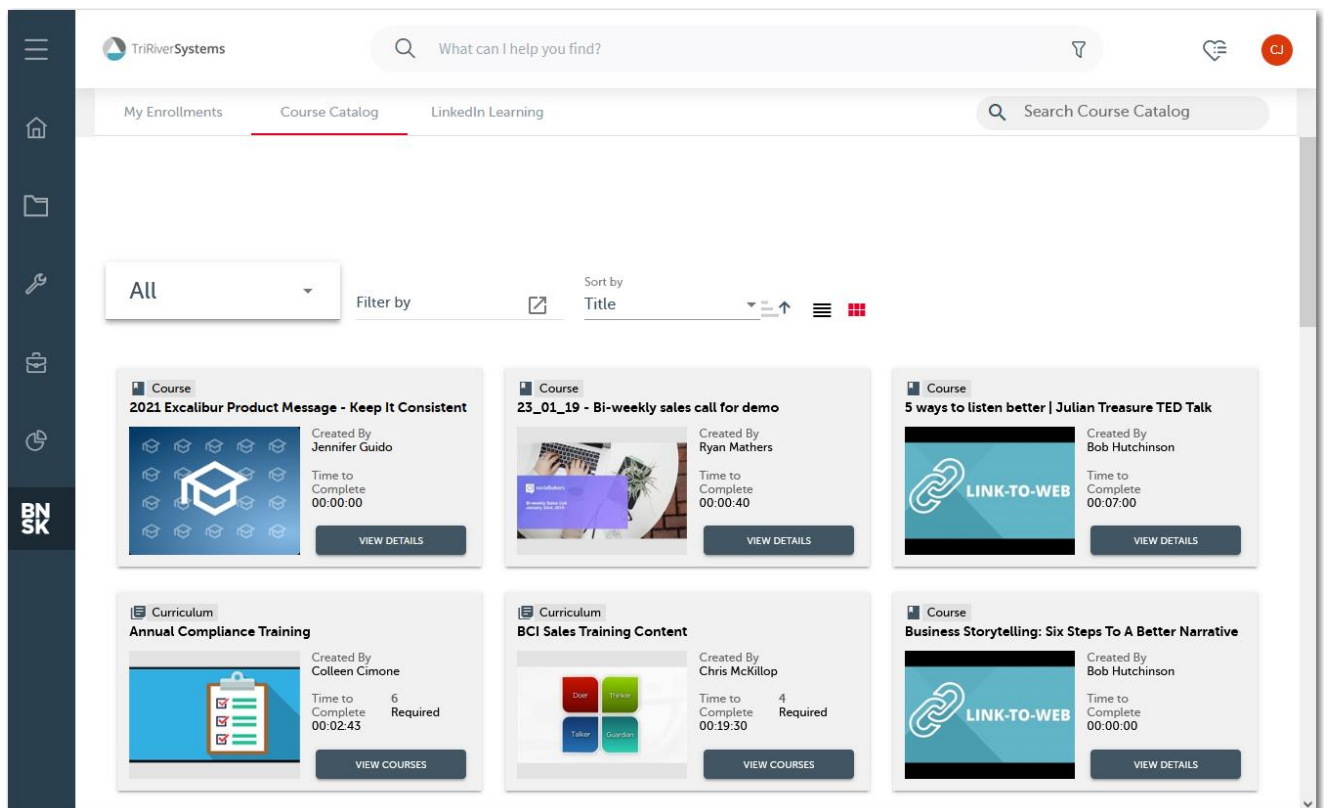 TriRiverSystems
What can I help you find?
CJ
My Enrollments
Course Catalog
LinkedIn Learning
Search Course Catalog
All
Filter by
Sort by
Title
BN
SK
Course
2021 Excalibur Product Message - Keep It Consistent
Created By
Jennifer Guido
Time to
Complete
00:00:00
VIEW DETAILS
Course
23_01_19 - Bi-weekly sales call for demo
socialbakers
Bi-weekly Sales Call
Created By
Ryan Mathers
Time to
Complete
00:00:40
VIEW DETAILS
Course
5 ways to listen better | Julian Treasure TED Talk
LINK-TO-WEB
Created By
Bob Hutchinson
Time to
Complete
00:07:00
VIEW DETAILS
Curriculum
Annual Compliance Training
Created By
Colleen Cimone
Time to 6
Complete Required
00:02:43
VIEW COURSES
Curriculum
BCI Sales Training Content
Doer Thinker
Talker Guardian
Created By
Chris McKillop
Time to 4
Complete Required
00:19:30
VIEW COURSES
Course
Business Storytelling: Six Steps To A Better Narrative
LINK-TO-WEB
Created By
Bob Hutchinson
Time to
Complete
00:00:00
VIEW DETAILS